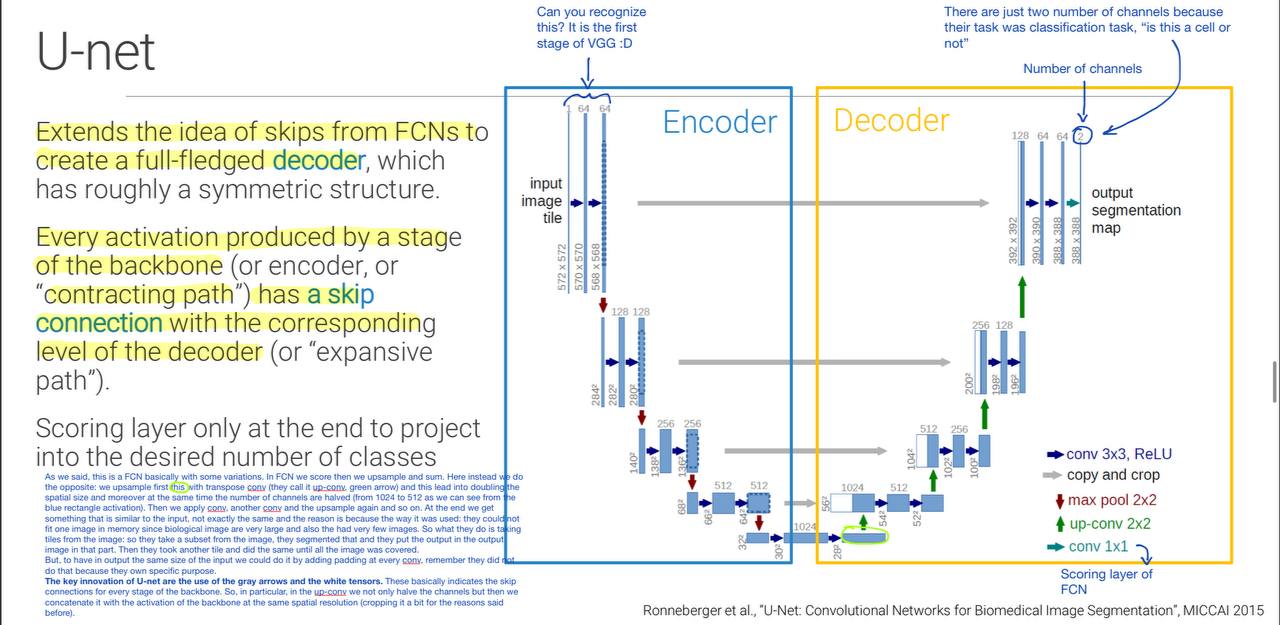 Can you recognize
this? It is the first
stage of VGG :D
There are just two number of channels because
their task was classification task, “is this a cell or
not”
Number of channels
U-net
Extends the idea of skips from FCNs to
create a full-fledged decoder, which
has roughly a symmetric structure.
Every activation produced by a stage
of the backbone (or encoder, or
“contracting path”) has a skip
connection with the corresponding
level of the decoder (or “expansive
path”).
Scoring layer only at the end to project
into the desired number of classes
As we said, this is a FCN basically with some variations. In FCN we score then we upsample and sum. Here instead we do
the opposite: we upsample first this with transpose conv (they call it up-conv, green arrow) and this lead into doubling the
spatial size and moreover at the same time the number of channels are halved (from 1024 to 512 as we can see from the
blue rectangle activation). Then we apply conv, another conv and the upsample again and so on. At the end we get
something that is similar to the input, not exactly the same and the reason is because the way it was used: they could not
fit one image in memory since biological image are very large and also the had very few images. So what they do is taking
tiles from the image: so they take a subset from the image, they segmented that and they put the output in the output
image in that part. Then they took another tile and did the same until all the image was covered.
But, to have in output the same size of the input we could do it by adding padding at every conv, remember they did not
do that because they own specific purpose.
The key innovation of U-net are the use of the gray arrows and the white tensors. These basically indicates the skip
connections for every stage of the backbone. So, in particular, in the up-conv we not only halve the channels but then we
concatenate it with the activation of the backbone at the same spatial resolution (cropping it a bit for the reasons said
before).
Encoder
Decoder
1 64 64
128 64 64 2
input
image
tile
output
segmentation
map
572 x 572
570 x 570
568 x 568
392 x 392
390 x 390
388 x 388
388 x 388
128 128
256 128
284²
282²
280²
200²
198²
196²
256 256
512 256
140²
138²
136²
104²
102²
100²
512 512
1024 512
68²
66²
64²
56²
54²
52²
1024
32²
30²
28²
conv 3x3, ReLU
copy and crop
max pool 2x2
up-conv 2x2
conv 1x1
Scoring layer of
FCN
Ronneberger et al., “U-Net: Convolutional Networks for Biomedical Image Segmentation”, MICCAI 2015